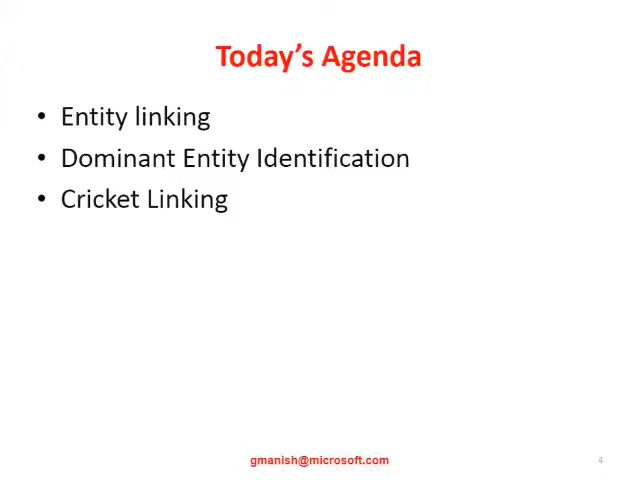 Today's Agenda
• Entity linking
• Dominant Entity Identification
• Cricket Linking
gmanish@microsoft.com
4